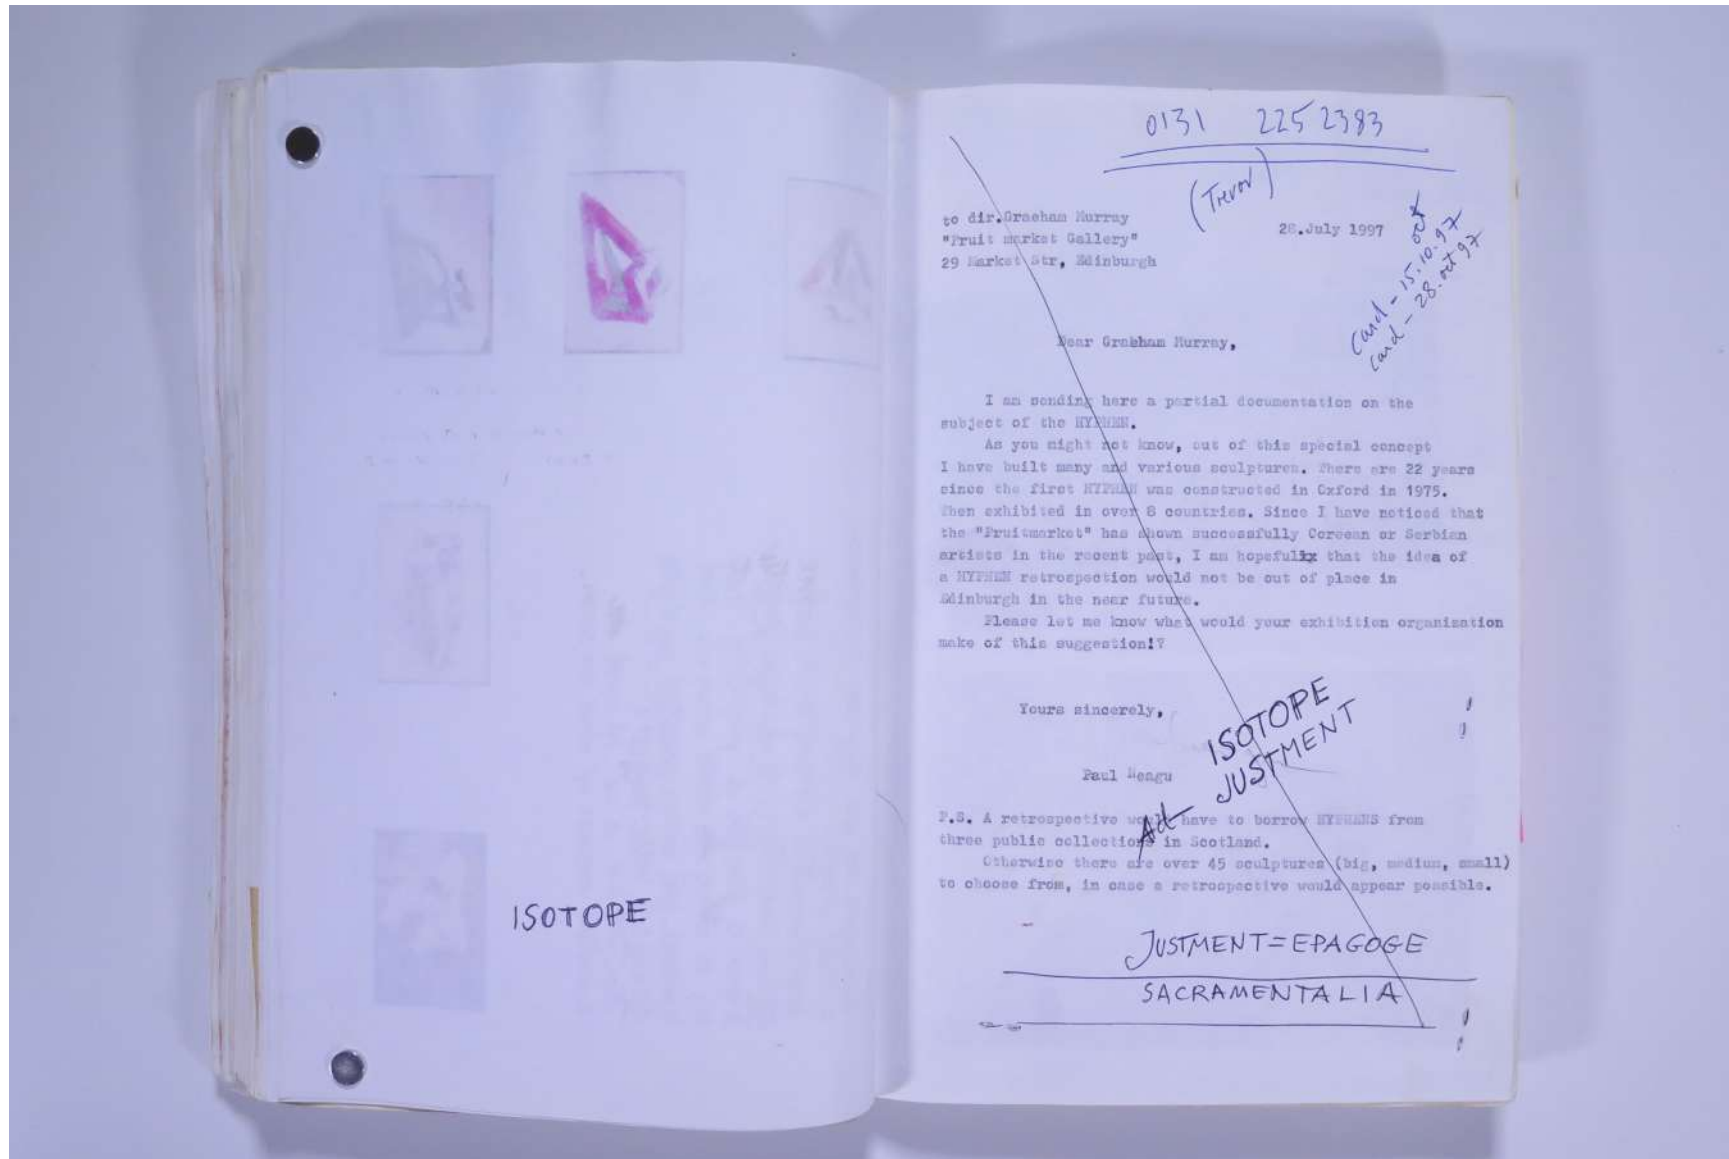 ISOTOPE
0131 225 2383
(Trevor)
to dir.Graeham Murray
28.July 1997
"Fruit market Gallery"
29 Market Str, Edinburgh
oct
card - 15.10.97
card - 28.oct 97
Dear Graeham Murray,
I am sending here a partial documentation on the
subject of the HYPHEN.
As you might not know, out of this special concept
I have built many and various sculptures. There are 22 years
since the first HYPHEN was constructed in Oxford in 1975.
Then exhibited in over 8 countries. Since I have noticed that
the "Fruitmarket" has shown successfully Coreean or Serbian
artists in the recent past, I am hopeful that the idea of
a HYPHEN retrospection would not be out of place in
Edinburgh in the near future.
Please let me know what would your exhibition organisation
make of this suggestion!?
Yours sincerely,
ISOTOPE
Ad-JUSTMENT
Paul Neagu
P.S. A retrospective would have to borrow HYPHENS from
three public collections in Scotland.
Otherwise there are over 45 sculptures (big, medium, small)
to choose from, in case a retrospective would appear possible.
JUSTMENT=EPAGOGE
SACRAMENTALIA